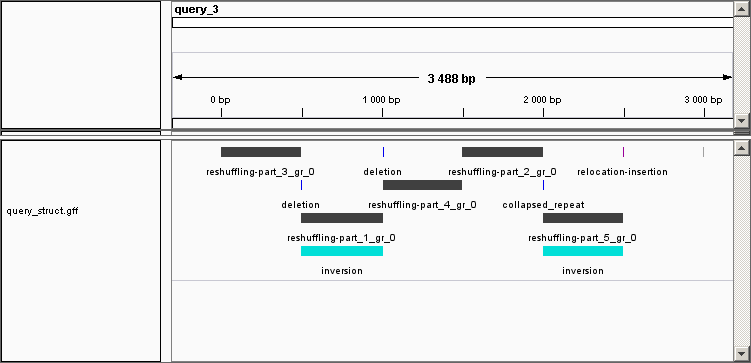 query_3
3 488 bp
0 bp 1 000 bp 2 000 bp 3 000 bp
reshuffling-part_3_gr_0 deletion reshuffling-part_2_gr_0 relocation-insertion
deletion reshuffling-part_4_gr_0 collapsed_repeat
query_struct.gff
reshuffling-part_1_gr_0 reshuffling-part_5_gr_0
inversion inversion